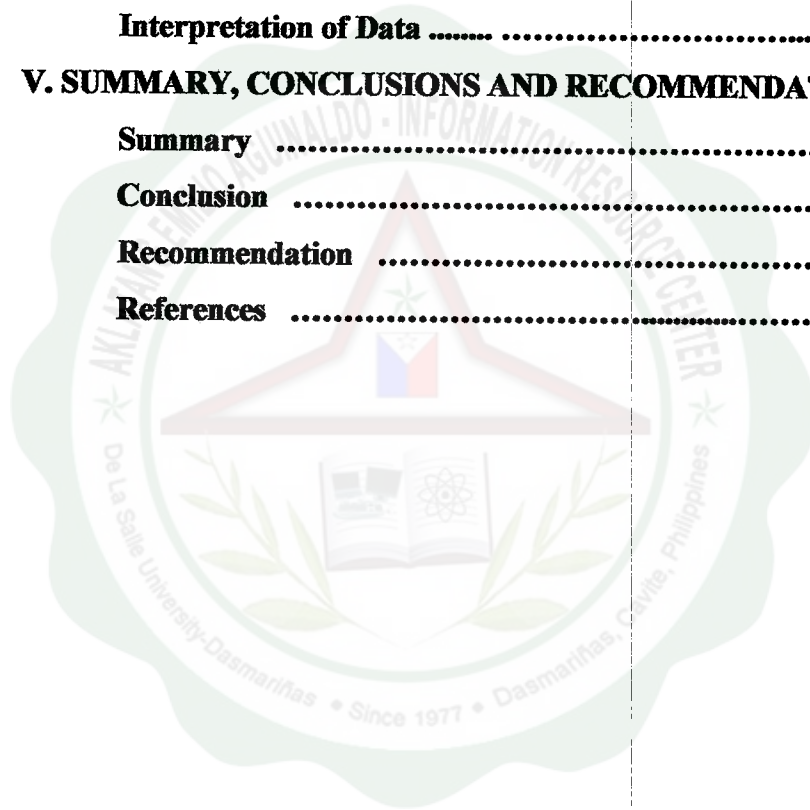 Interpretation of Data ........ ................................
V. SUMMARY, CONCLUSIONS AND RECOMMENDA
Summary ................................................
Conclusion ..............................................
Recommendation .....................................
References ..............................................
AKLATANG EMILIO AGUINALDO - INFORMATION RESOURCE CENTER
De La Salle University-Dasmariñas • Since 1977 • Dasmariñas, Cavite, Philippines